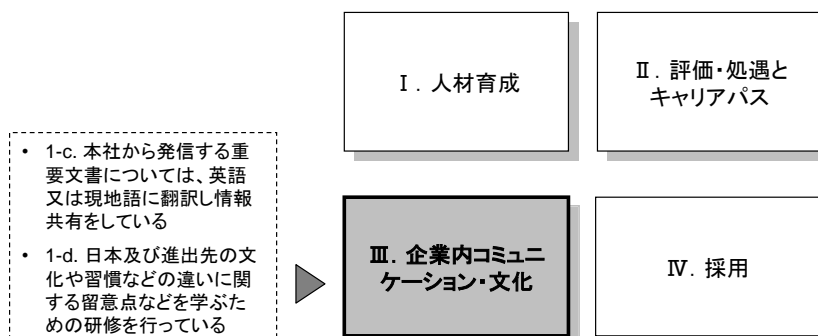 Ⅰ. 人材育成
Ⅱ. 評価・処遇と
キャリアパス
• 1-c. 本社から発信する重
要文書については、英語
又は現地語に翻訳し情報
共有をしている
• 1-d. 日本及び進出先の文
化や習慣などの違いに関
する留意点などを学ぶた
めの研修を行っている
Ⅲ. 企業内コミュニ
ケーション・文化
Ⅳ. 採用